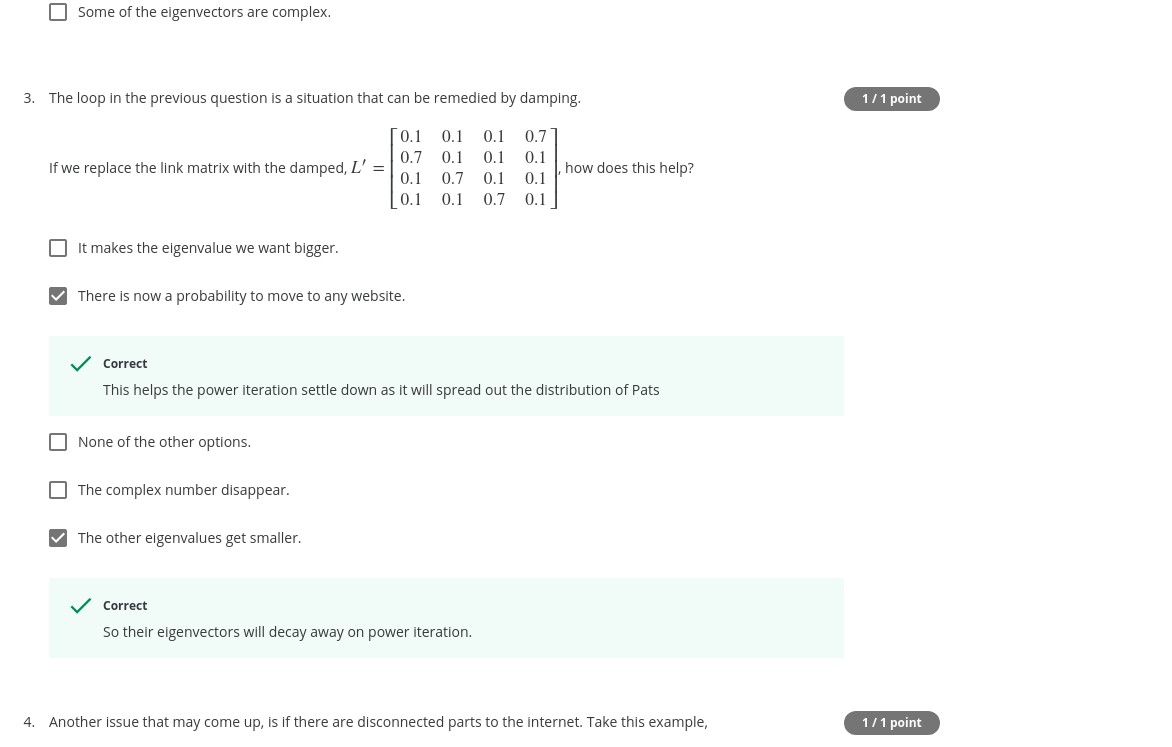 Some of the eigenvectors are complex.
3. The loop in the previous question is a situation that can be remedied by damping.
1 / 1 point
0.1 0.1 0.1 0.7
0.7 0.1 0.1 0.1
If we replace the link matrix with the damped, L′ = , how does this help?
0.1 0.7 0.1 0.1
0.1 0.1 0.7 0.1
It makes the eigenvalue we want bigger.
There is now a probability to move to any website.
Correct
This helps the power iteration settle down as it will spread out the distribution of Pats
None of the other options.
The complex number disappear.
The other eigenvalues get smaller.
Correct
So their eigenvectors will decay away on power iteration.
4. Another issue that may come up, is if there are disconnected parts to the internet. Take this example,
1 / 1 point